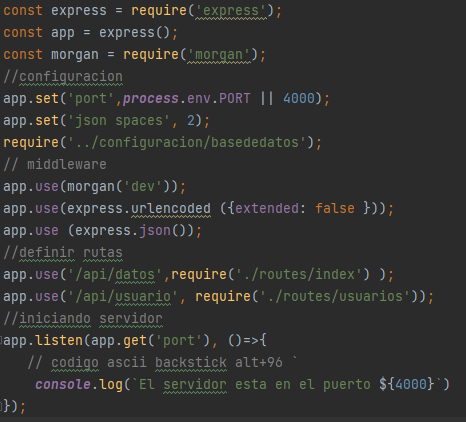 const express = require('express');
const app = express();
const morgan = require('morgan');
//configuracion
app.set('port',process.env.PORT || 4000);
app.set('json spaces', 2);
require('../configuracion/basededatos');
// middleware
app.use(morgan('dev'));
app.use(express.urlencoded ({extended: false }));
app.use (express.json());
//definir rutas
app.use('/api/datos',require('./routes/index') );
app.use('/api/usuario', require('./routes/usuarios'));
//iniciando servidor
app.listen(app.get('port'), ()=>{
    // codigo ascii backstick alt+96 `
     console.log(`El servidor esta en el puerto ${4000}`)
});